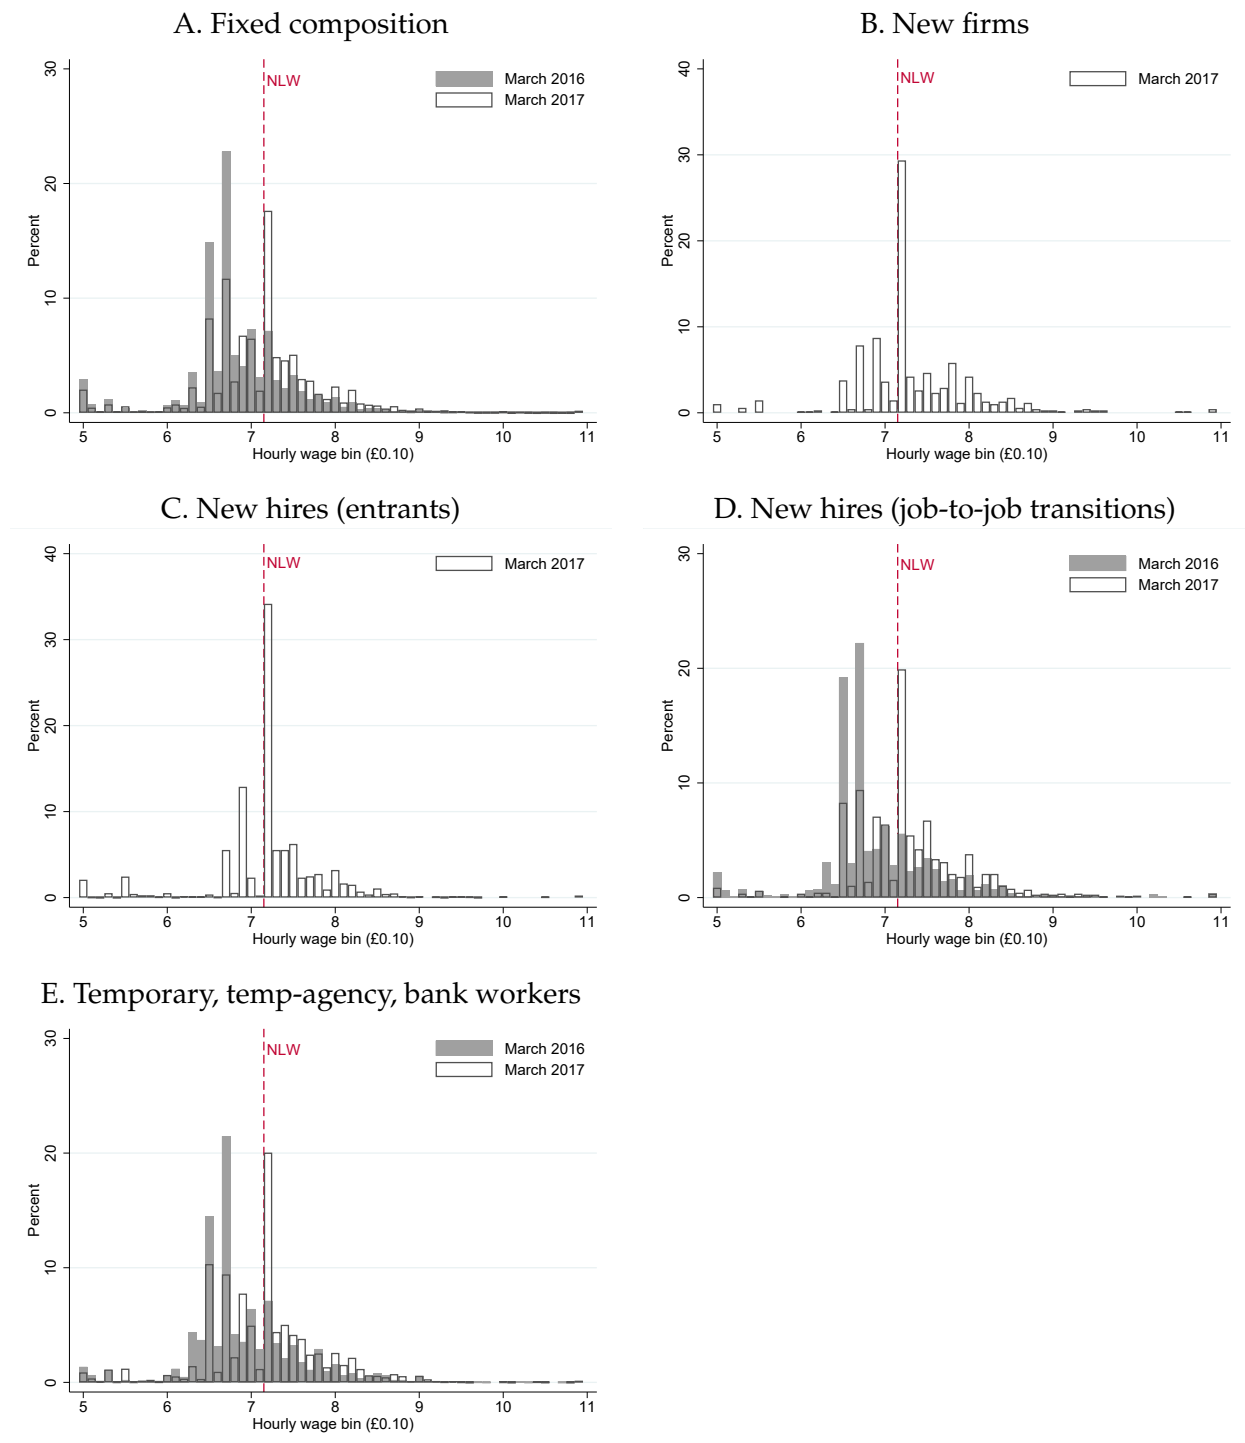 A. Fixed composition
30
20
10
0
Percent
NLW
March 2016
March 2017
5 6 7 8 9 10 11
Hourly wage bin (£0.10)
B. New firms
40
30
20
10
0
Percent
NLW
March 2017
5 6 7 8 9 10 11
Hourly wage bin (£0.10)
C. New hires (entrants)
40
30
20
10
0
Percent
NLW
March 2017
5 6 7 8 9 10 11
Hourly wage bin (£0.10)
D. New hires (job-to-job transitions)
30
20
10
0
Percent
NLW
March 2016
March 2017
5 6 7 8 9 10 11
Hourly wage bin (£0.10)
E. Temporary, temp-agency, bank workers
30
20
10
0
Percent
NLW
March 2016
March 2017
5 6 7 8 9 10 11
Hourly wage bin (£0.10)